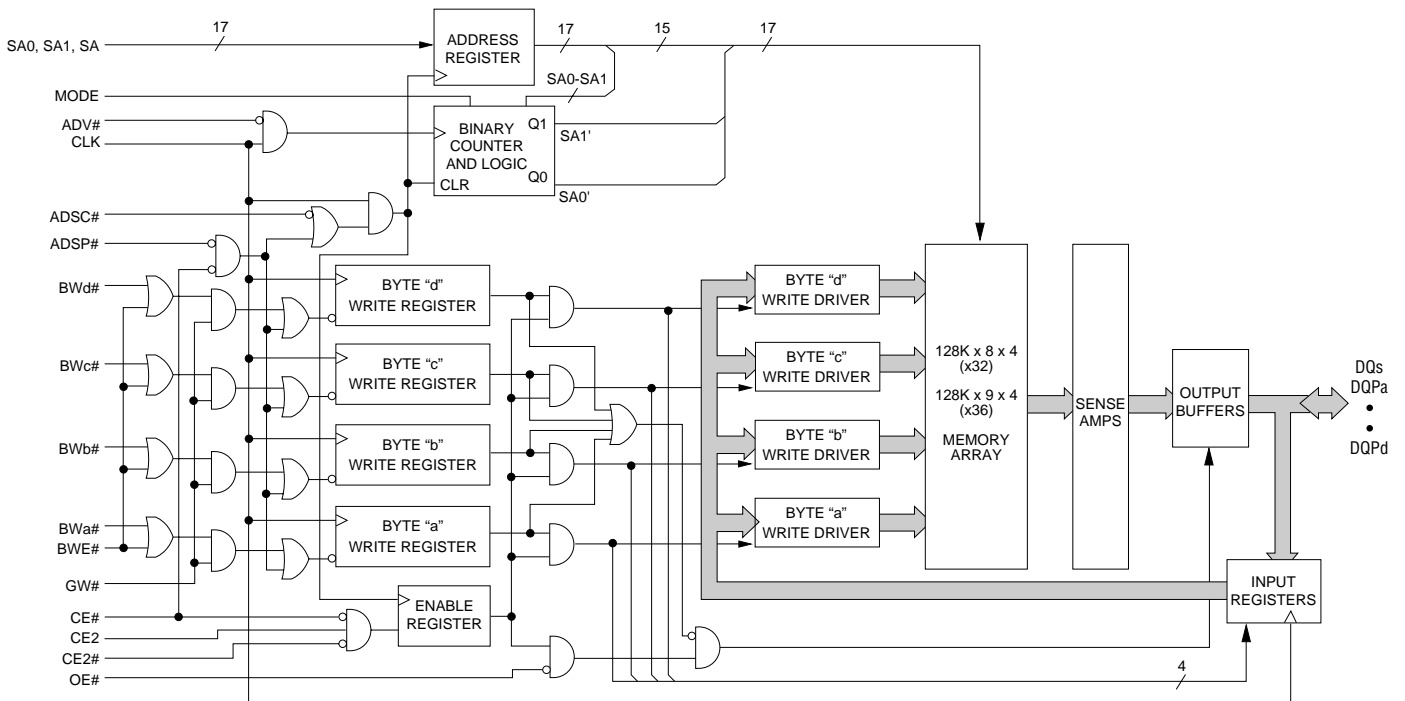 SA0, SA1, SA
17
ADDRESS
REGISTER
17
15
17
SA0-SA1
MODE
ADV#
CLK
BINARY
COUNTER
AND LOGIC
CLR
Q1
SA1'
Q0
SA0'
ADSC#
ADSP#
BWd#
BYTE “d”
WRITE REGISTER
BYTE “d”
WRITE DRIVER
BWc#
BYTE “c”
WRITE REGISTER
BYTE “c”
WRITE DRIVER
128K x 8 x 4
(x32)
128K x 9 x 4
(x36)
MEMORY
ARRAY
SENSE
AMPS
OUTPUT
BUFFERS
DQs
DQPa
•
•
DQPd
BWb#
BYTE “b”
WRITE REGISTER
BYTE “b”
WRITE DRIVER
BWa#
BWE#
BYTE “a”
WRITE REGISTER
BYTE “a”
WRITE DRIVER
GW#
CE#
CE2
CE2#
OE#
ENABLE
REGISTER
INPUT
REGISTERS
4